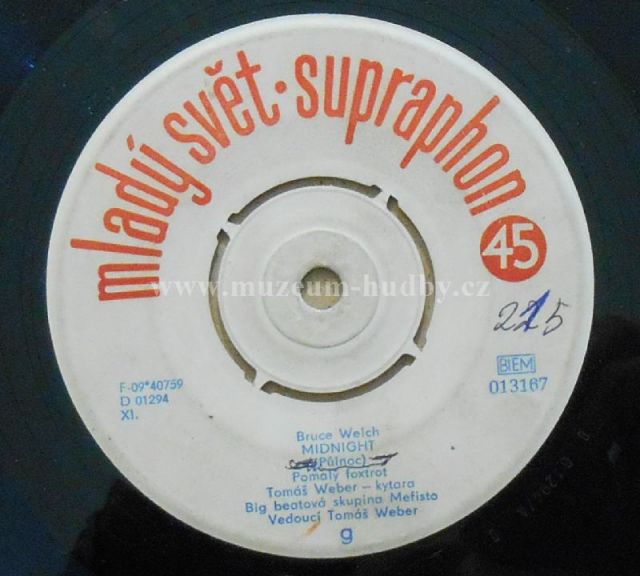 mladý svět · supraphon
45
www.muzeum-hudby.cz
215
BIEM
013167
F-09*40759
D 01294
XI.
Bruce Welch
MIDNIGHT
(Půlnoc)
Pomalý foxtrot
Tomáš Weber – kytara
Big beatová skupina Mefisto
Vedoucí Tomáš Weber
g